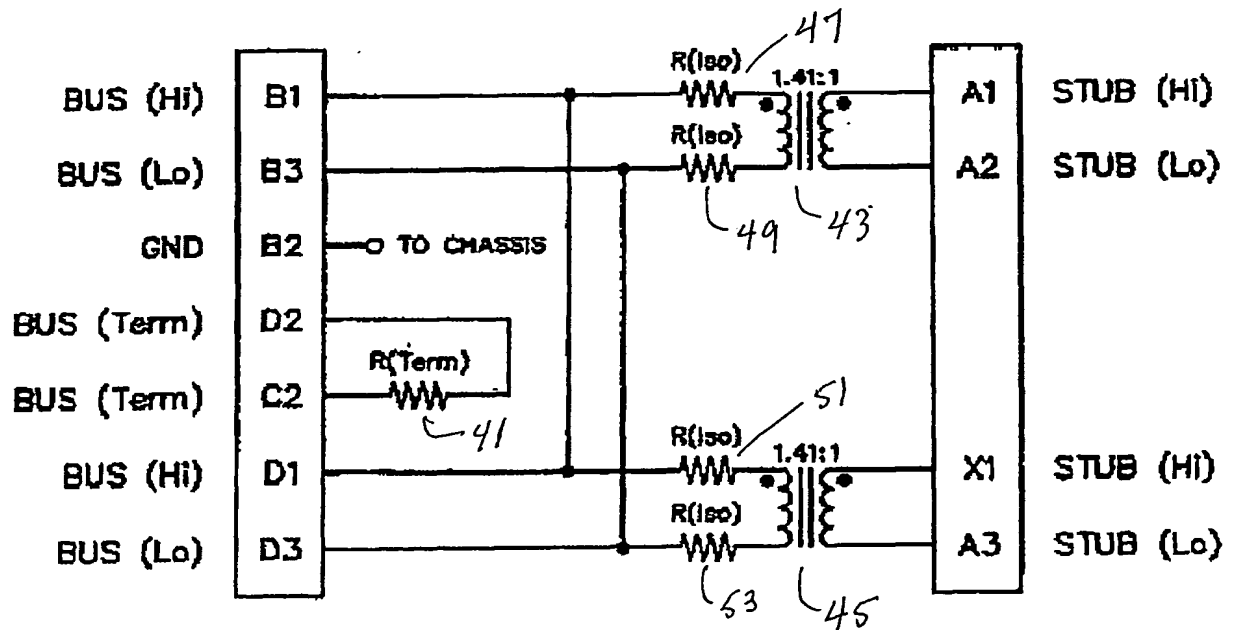 47
R(Iso) 1.41:1
BUS (Hi) B1 A1 STUB (Hi)
R(Iso)
BUS (Lo) B3 A2 STUB (Lo)
49 43
GND B2 TO CHASSIS
BUS (Term) D2
R(Term)
BUS (Term) C2
41
51
R(Iso) 1.41:1
BUS (Hi) D1 X1 STUB (Hi)
R(Iso)
BUS (Lo) D3 A3 STUB (Lo)
53 45